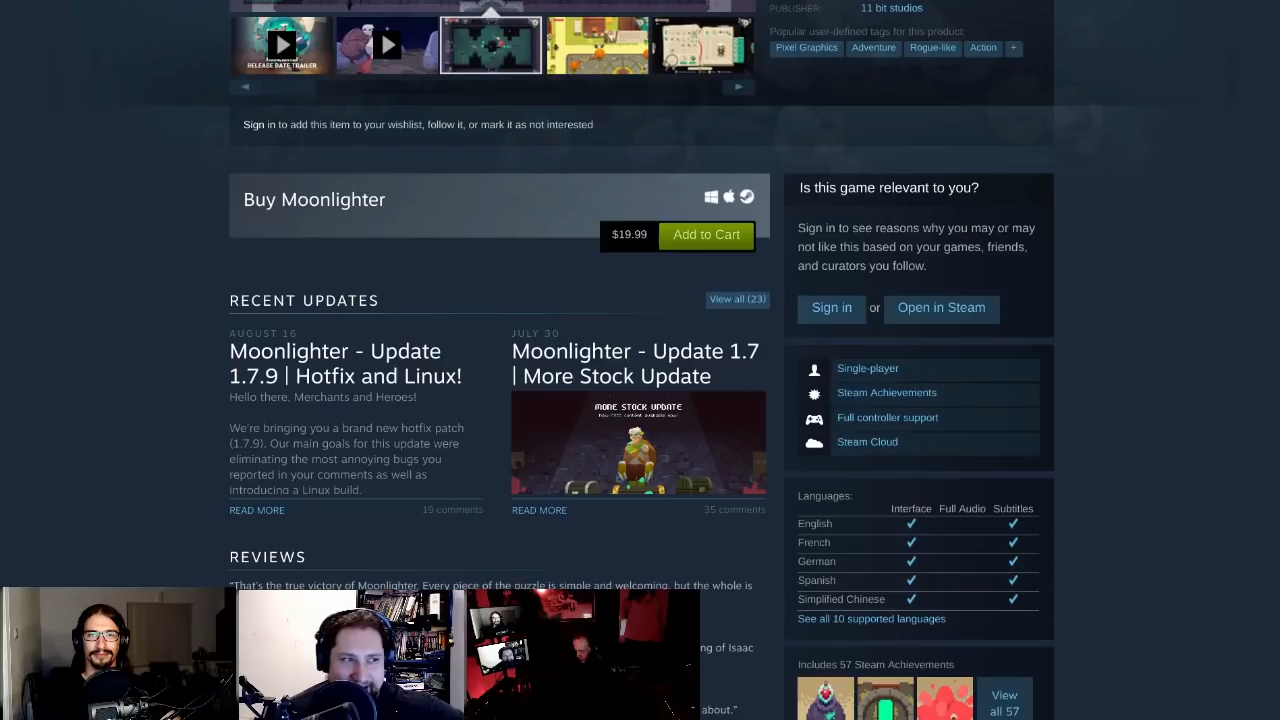 RELEASE DATE TRAILER
PUBLISHER:
11 bit studios
Popular user-defined tags for this product:
Pixel Graphics
Adventure
Rogue-like
Action
+
Sign in to add this item to your wishlist, follow it, or mark it as not interested
Buy Moonlighter
$19.99
Add to Cart
RECENT UPDATES
View all (23)
AUGUST 16
Moonlighter - Update
1.7.9 | Hotfix and Linux!
Hello there, Merchants and Heroes!
We're bringing you a brand new hotfix patch
(1.7.9). Our main goals for this update were
eliminating the most annoying bugs you
reported in your comments as well as
introducing a Linux build.
READ MORE
19 comments
JULY 30
Moonlighter - Update 1.7
| More Stock Update
MORE STOCK UPDATE
New FREE content available now!
READ MORE
35 comments
REVIEWS
“That's the true victory of Moonlighter. Every piece of the puzzle is simple and welcoming, but the whole is
ng of Isaac
about.”
Is this game relevant to you?
Sign in to see reasons why you may or may
not like this based on your games, friends,
and curators you follow.
Sign in
or
Open in Steam
Single-player
Steam Achievements
Full controller support
Steam Cloud
Languages:
Interface
Full Audio
Subtitles
English
French
German
Spanish
Simplified Chinese
See all 10 supported languages
Includes 57 Steam Achievements
View
all 57